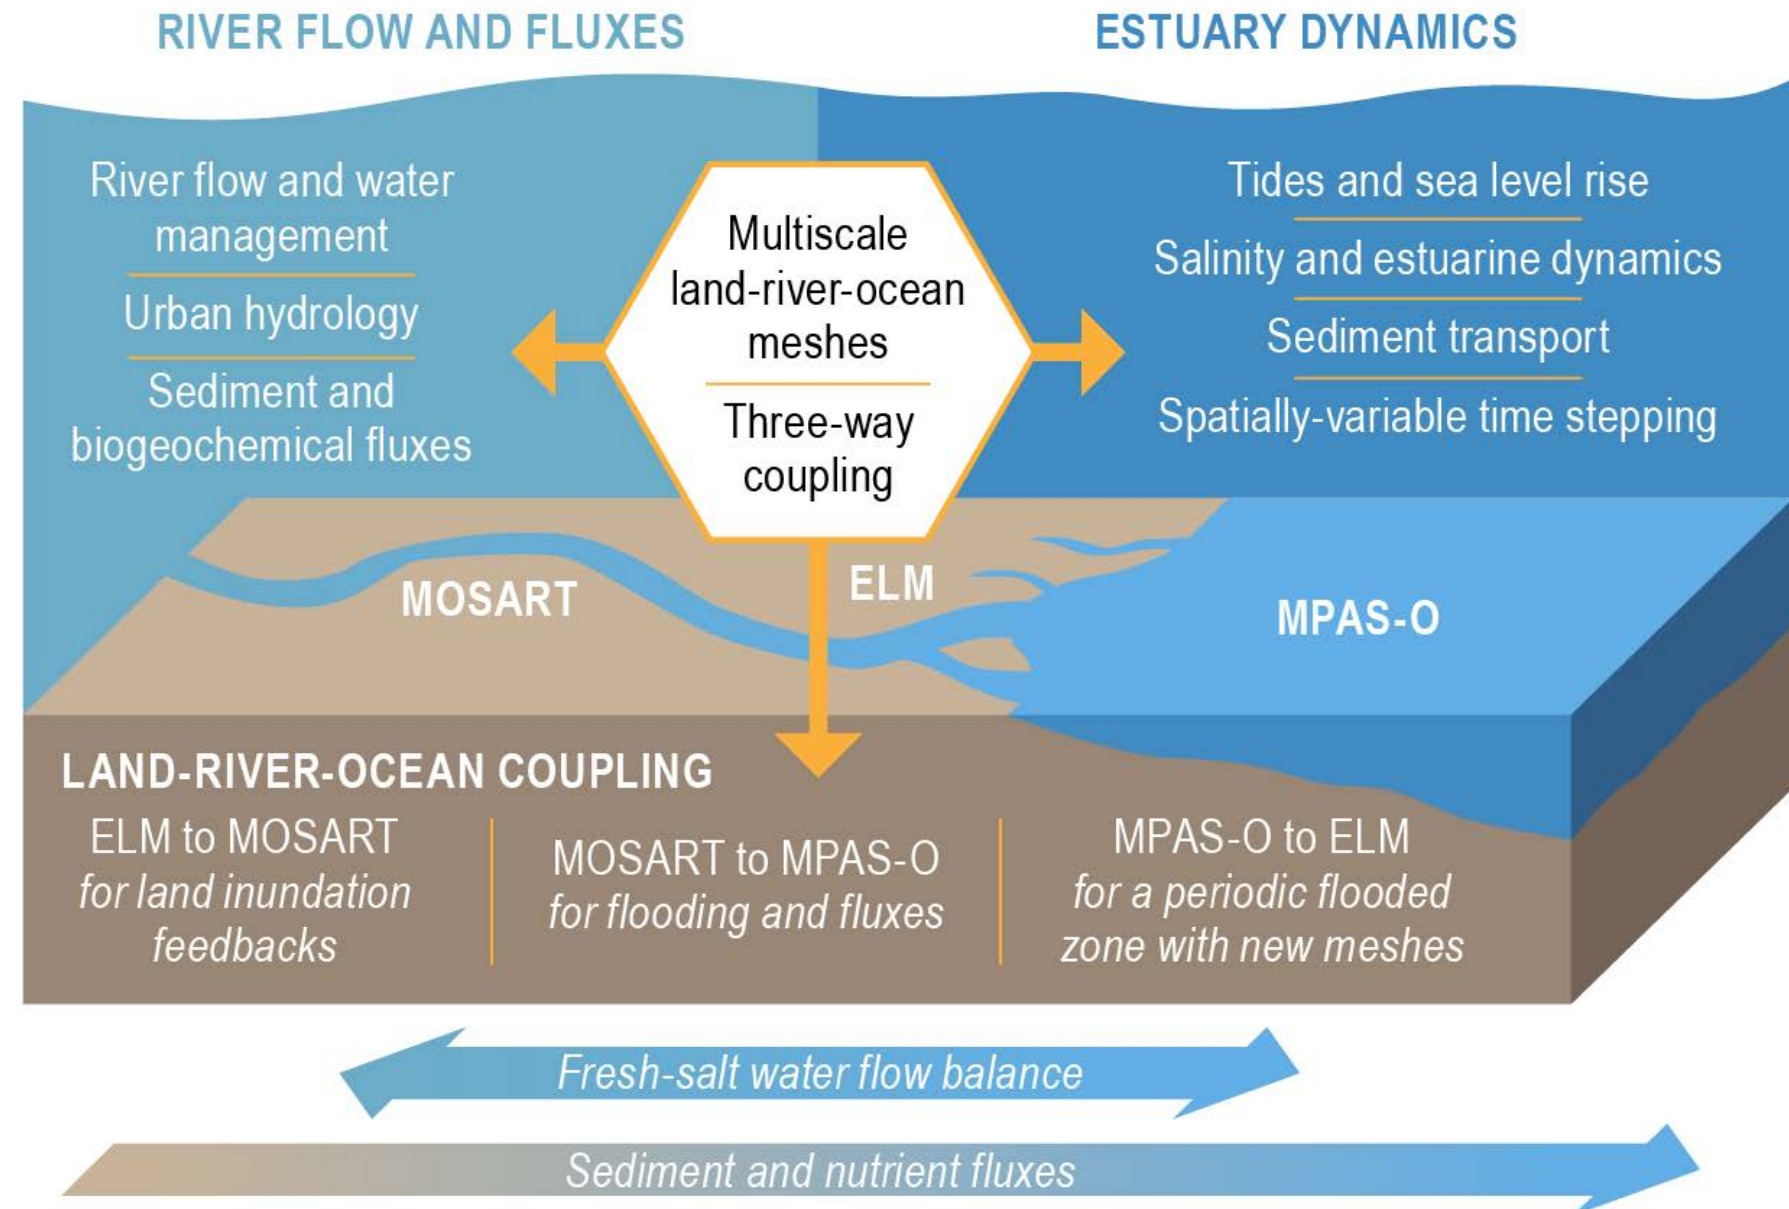 RIVER FLOW AND FLUXES
ESTUARY DYNAMICS
River flow and water
management
Urban hydrology
Sediment and
biogeochemical fluxes
Multiscale
land-river-ocean
meshes
Three-way
coupling
Tides and sea level rise
Salinity and estuarine dynamics
Sediment transport
Spatially-variable time stepping
MOSART
ELM
MPAS-O
LAND-RIVER-OCEAN COUPLING
ELM to MOSART
for land inundation
feedbacks
MOSART to MPAS-O
for flooding and fluxes
MPAS-O to ELM
for a periodic flooded
zone with new meshes
Fresh-salt water flow balance
Sediment and nutrient fluxes